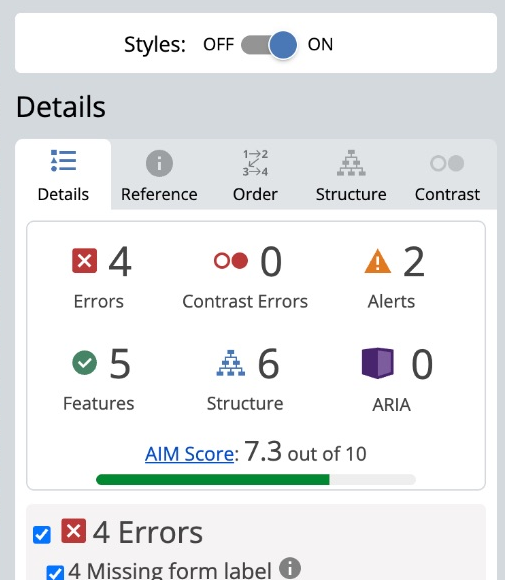 Styles: OFF ON
Details
1→2
3→4
Details Reference Order Structure Contrast
4 0 2
Errors Contrast Errors Alerts
5 6 0
Features Structure ARIA
AIM Score: 7.3 out of 10
4 Errors
4 Missing form label